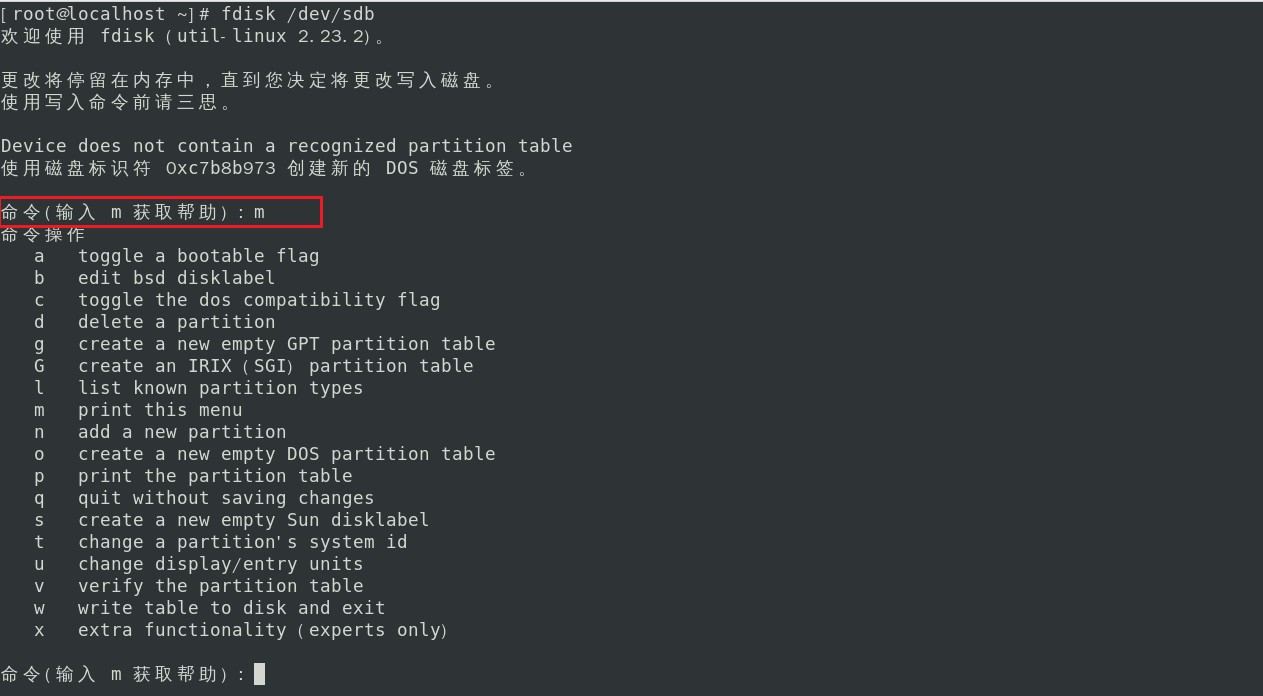 [root@localhost ~]# fdisk /dev/sdb
欢迎使用 fdisk (util-linux 2.23.2)。
更改将停留在内存中，直到您决定将更改写入磁盘。
使用写入命令前请三思。
Device does not contain a recognized partition table
使用磁盘标识符 0xc7b8b973 创建新的 DOS 磁盘标签。
命令(输入 m 获取帮助)：m
命令操作
a   toggle a bootable flag
b   edit bsd disklabel
c   toggle the dos compatibility flag
d   delete a partition
g   create a new empty GPT partition table
G   create an IRIX (SGI) partition table
l   list known partition types
m   print this menu
n   add a new partition
o   create a new empty DOS partition table
p   print the partition table
q   quit without saving changes
s   create a new empty Sun disklabel
t   change a partition's system id
u   change display/entry units
v   verify the partition table
w   write table to disk and exit
x   extra functionality (experts only)
命令(输入 m 获取帮助)：